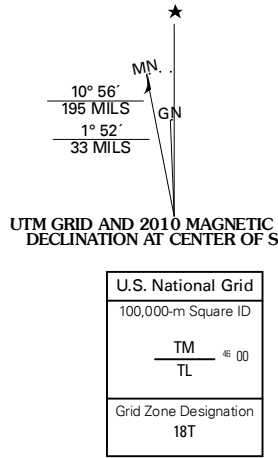 ★
MN
10° 56´
195 MILS
GN
1° 52´
33 MILS
UTM GRID AND 2010 MAGNETIC
DECLINATION AT CENTER OF S
U.S. National Grid
100,000-m Square ID
TM
46 00
TL
Grid Zone Designation
18T